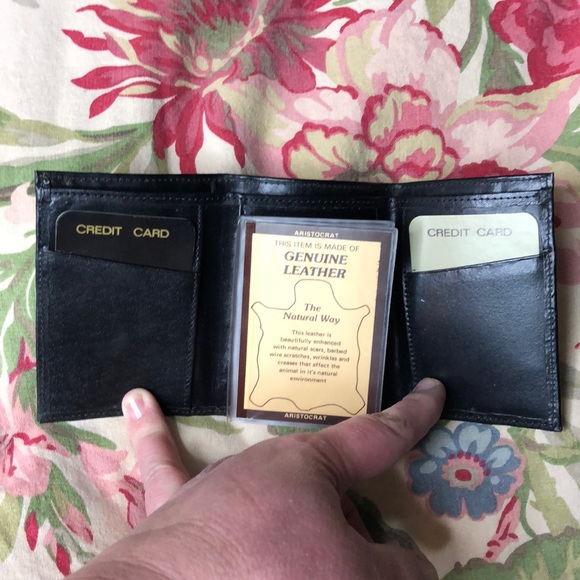 CREDIT CARD
ARISTOCRAT
THIS ITEM IS MADE OF
GENUINE
LEATHER
The
Natural Way
This leather is
beautifully enhanced
with natural scars, barbed
wire scratches, wrinkles and
creases that affect the
animal in it's natural
environment
ARISTOCRAT
CREDIT CARD